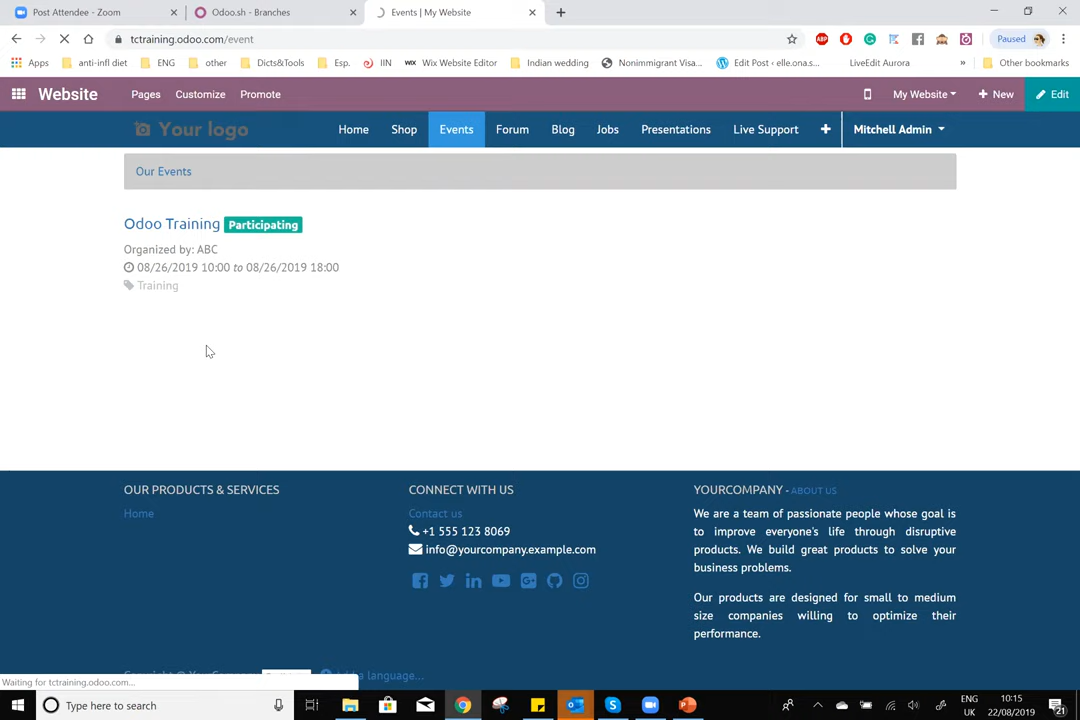 Post Attendee - Zoom
Odoo.sh - Branches
Events | My Website
tctraining.odoo.com/event
Paused
Apps
anti-infl diet
ENG
other
Dicts&Tools
Esp.
IIN
Wix Website Editor
Indian wedding
Nonimmigrant Visa...
Edit Post ‹ elle.ona.s...
LiveEdit Aurora
»
Other bookmarks
Website
Pages
Customize
Promote
My Website
New
Edit
Your logo
Home
Shop
Events
Forum
Blog
Jobs
Presentations
Live Support
Mitchell Admin
Our Events
Odoo Training Participating
Organized by: ABC
08/26/2019 10:00 to 08/26/2019 18:00
Training
OUR PRODUCTS & SERVICES
Home
CONNECT WITH US
Contact us
+1 555 123 8069
info@yourcompany.example.com
YOURCOMPANY - ABOUT US
We are a team of passionate people whose goal is
to improve everyone's life through disruptive
products. We build great products to solve your
business problems.
Our products are designed for small to medium
size companies willing to optimize their
performance.
a language...
Waiting for tctraining.odoo.com...
Type here to search
ENG
UK
10:15
22/08/2019
21